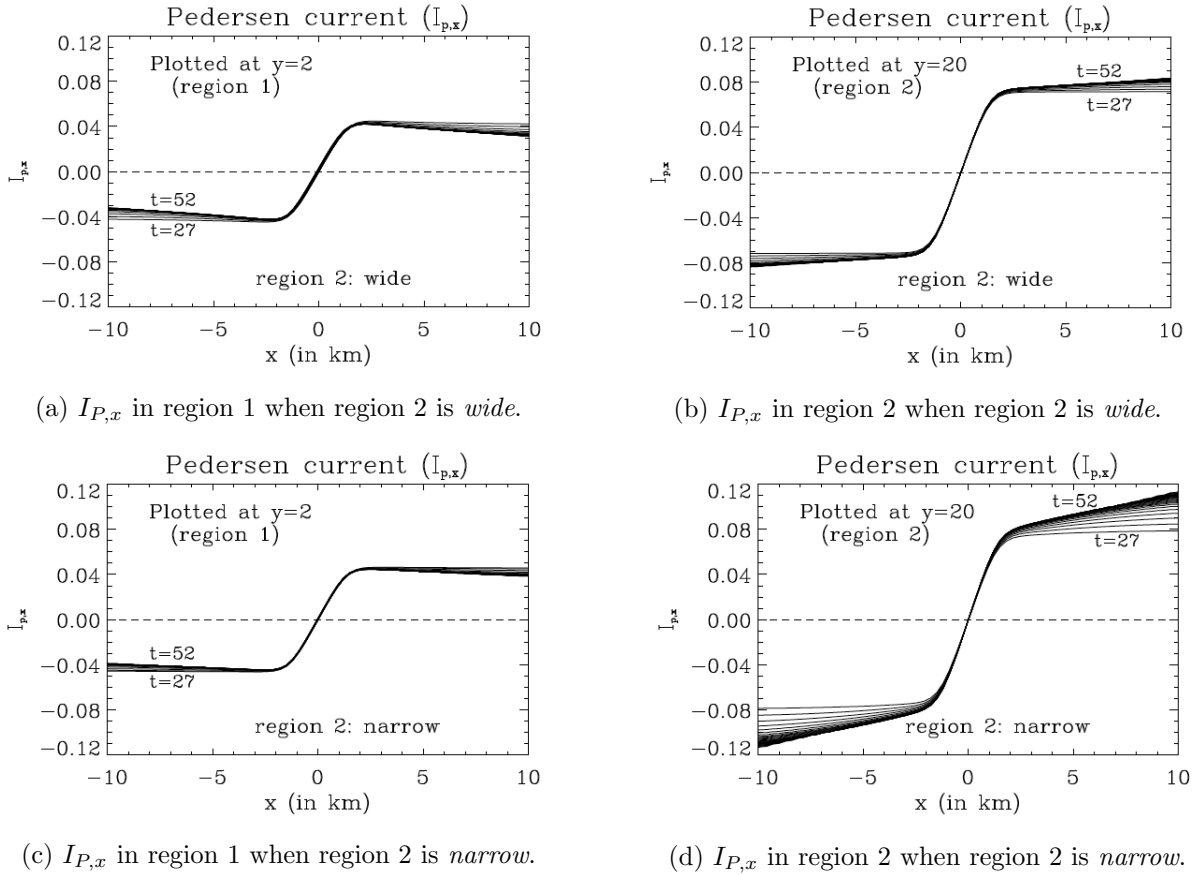 Pedersen current (I_{p,x})
0.12
0.08
0.04
0.00
−0.04
−0.08
−0.12
I_{p,x}
Plotted at y=2
(region 1)
t=52
t=27
region 2: wide
−10
−5
0
5
10
x (in km)
(a) I_{P,x} in region 1 when region 2 is wide.
Pedersen current (I_{p,x})
0.12
0.08
0.04
0.00
−0.04
−0.08
−0.12
I_{p,x}
Plotted at y=20
(region 2)
t=52
t=27
region 2: wide
−10
−5
0
5
10
x (in km)
(b) I_{P,x} in region 2 when region 2 is wide.
Pedersen current (I_{p,x})
0.12
0.08
0.04
0.00
−0.04
−0.08
−0.12
I_{p,x}
Plotted at y=2
(region 1)
t=52
t=27
region 2: narrow
−10
−5
0
5
10
x (in km)
(c) I_{P,x} in region 1 when region 2 is narrow.
Pedersen current (I_{p,x})
0.12
0.08
0.04
0.00
−0.04
−0.08
−0.12
I_{p,x}
Plotted at y=20
(region 2)
t=52
t=27
region 2: narrow
−10
−5
0
5
10
x (in km)
(d) I_{P,x} in region 2 when region 2 is narrow.